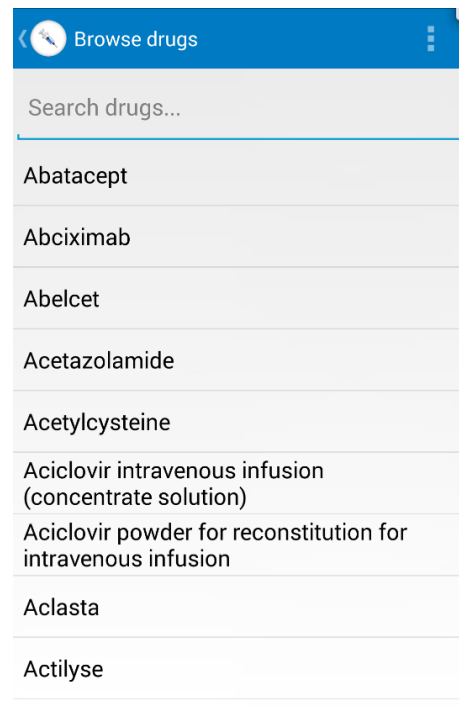 Browse drugs
Search drugs...
Abatacept
Abciximab
Abelcet
Acetazolamide
Acetylcysteine
Aciclovir intravenous infusion
(concentrate solution)
Aciclovir powder for reconstitution for
intravenous infusion
Aclasta
Actilyse